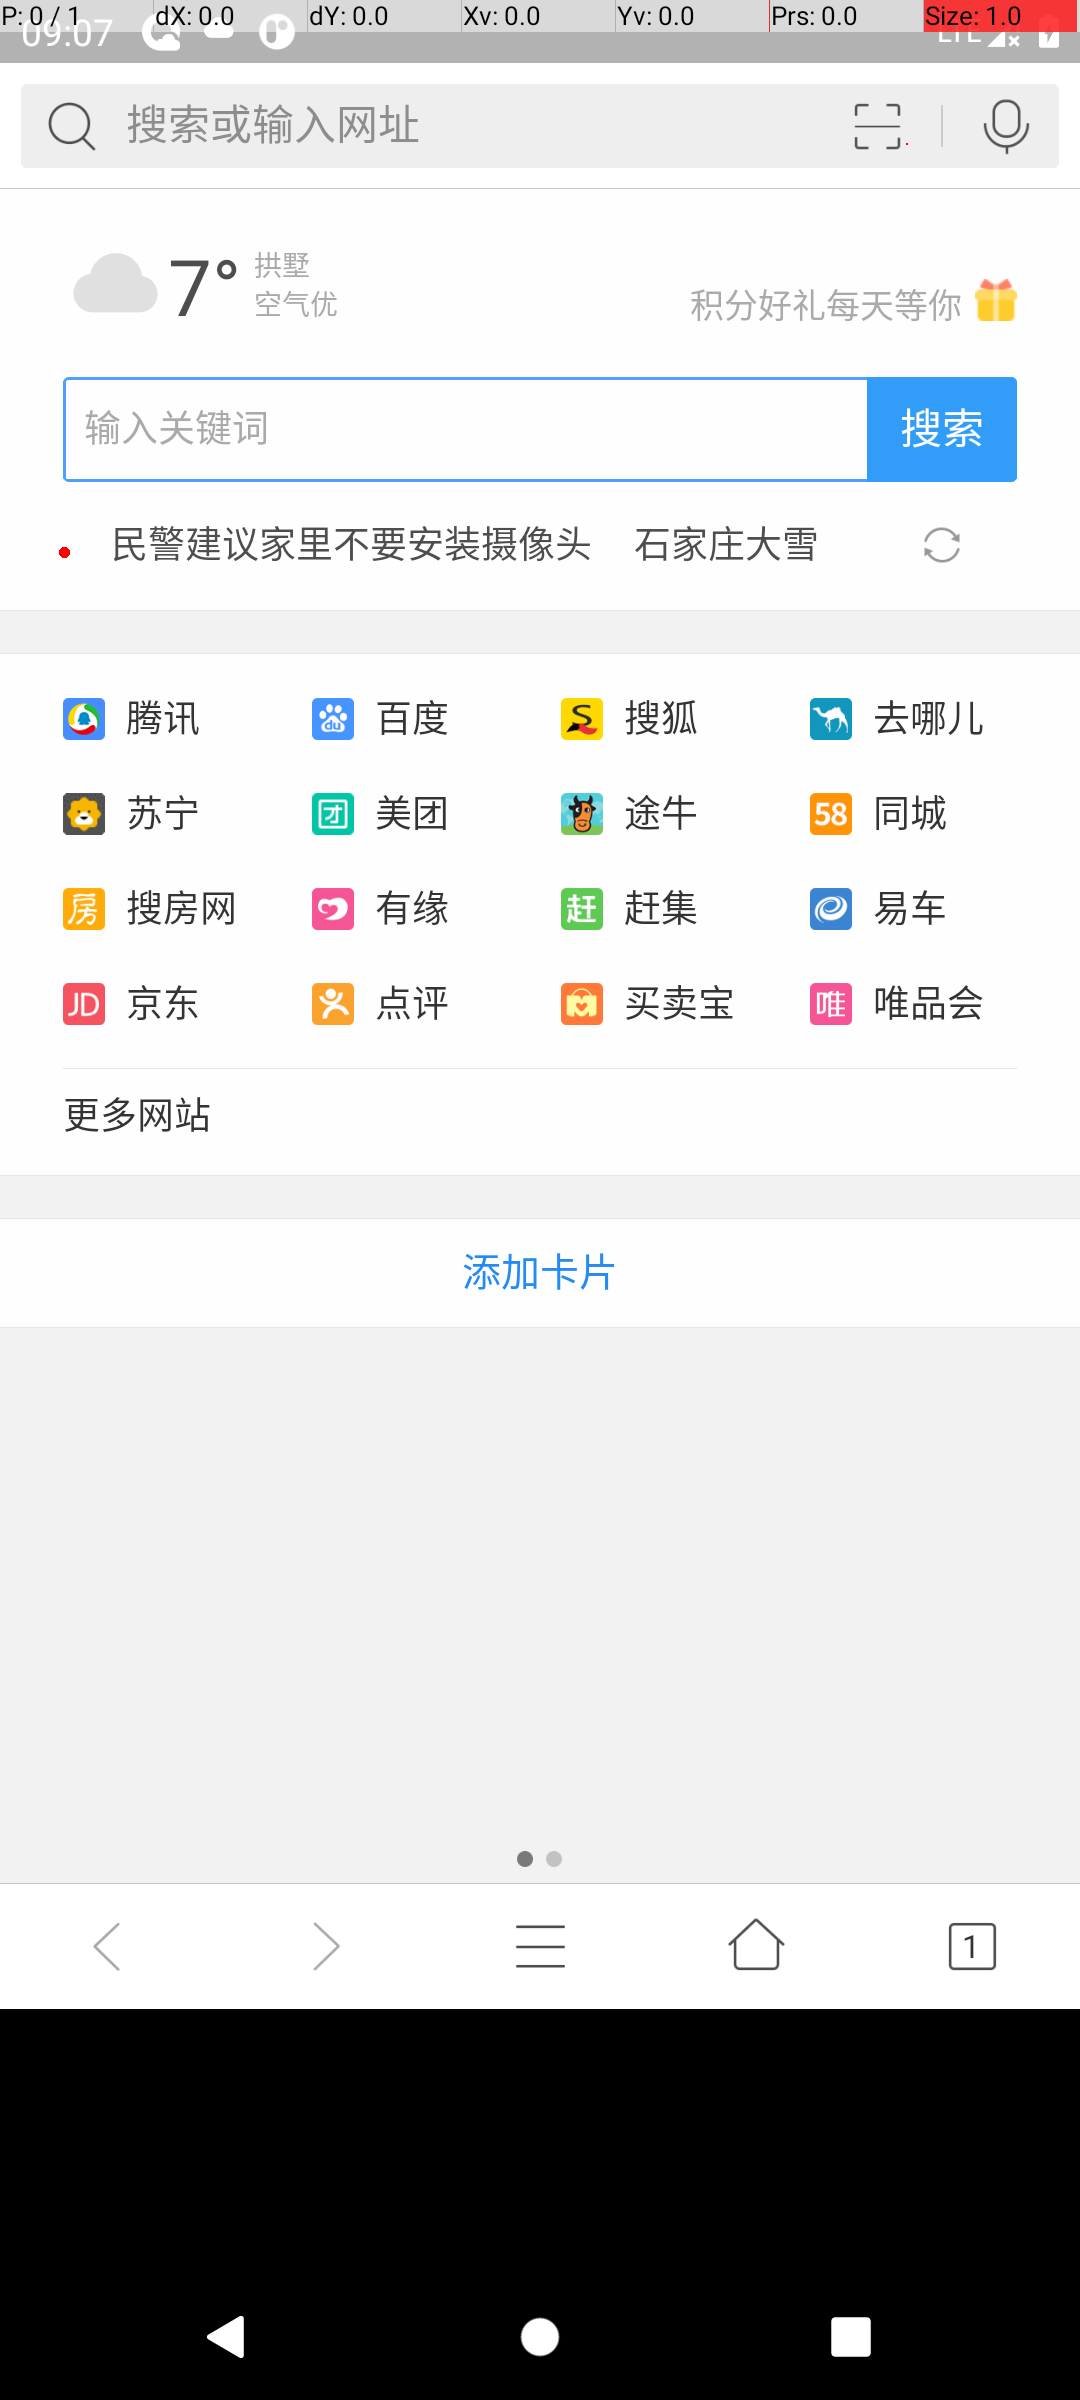 P: 0 / 1 dX: 0.0 dY: 0.0 Xv: 0.0 Yv: 0.0 Prs: 0.0 Size: 1.0
09:07 LTE
搜索或输入网址
7° 拱墅
空气优
积分好礼每天等你
输入关键词 搜索
民警建议家里不要安装摄像头 石家庄大雪
腾讯 du 百度 S 搜狐 去哪儿
苏宁 团 美团 途牛 58 同城
房 搜房网 有缘 赶 赶集 易车
JD 京东 点评 买卖宝 唯 唯品会
更多网站
添加卡片
1